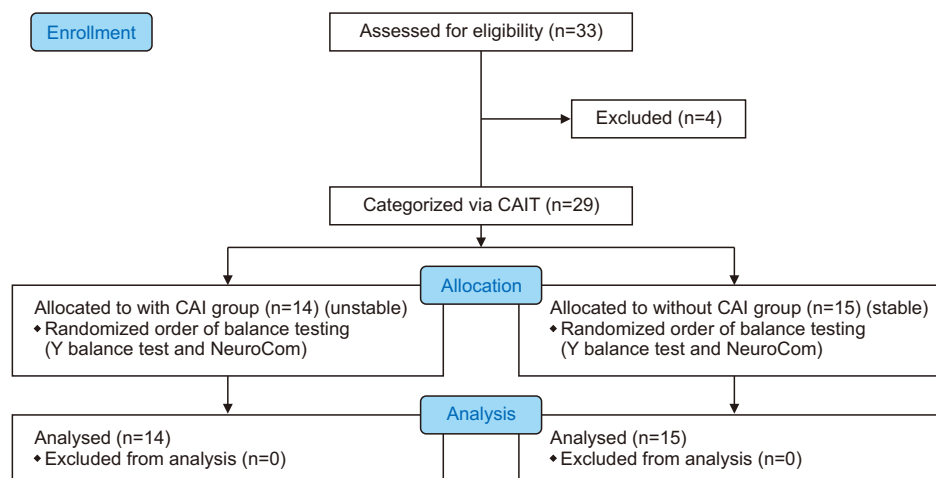 Enrollment
Assessed for eligibility (n=33)
Excluded (n=4)
Categorized via CAIT (n=29)
Allocation
Allocated to with CAI group (n=14) (unstable)
◆ Randomized order of balance testing
(Y balance test and NeuroCom)
Allocated to without CAI group (n=15) (stable)
◆ Randomized order of balance testing
(Y balance test and NeuroCom)
Analysis
Analysed (n=14)
◆ Excluded from analysis (n=0)
Analysed (n=15)
◆ Excluded from analysis (n=0)